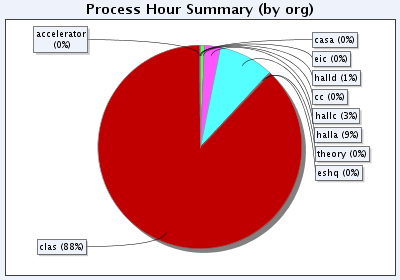 Process Hour Summary (by org)
accelerator
(0%)
casa (0%)
eic (0%)
halld (1%)
cc (0%)
hallc (3%)
halla (9%)
theory (0%)
eshq (0%)
clas (88%)